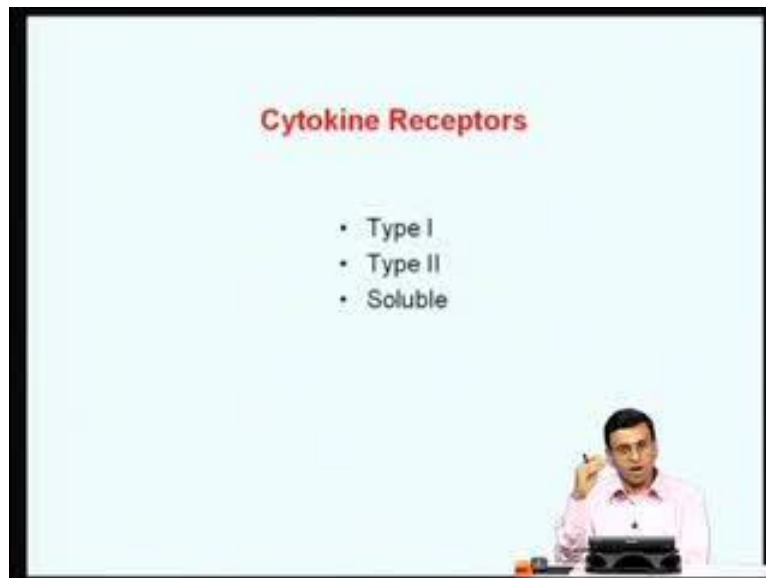 Cytokine Receptors
• Type I
• Type II
• Soluble